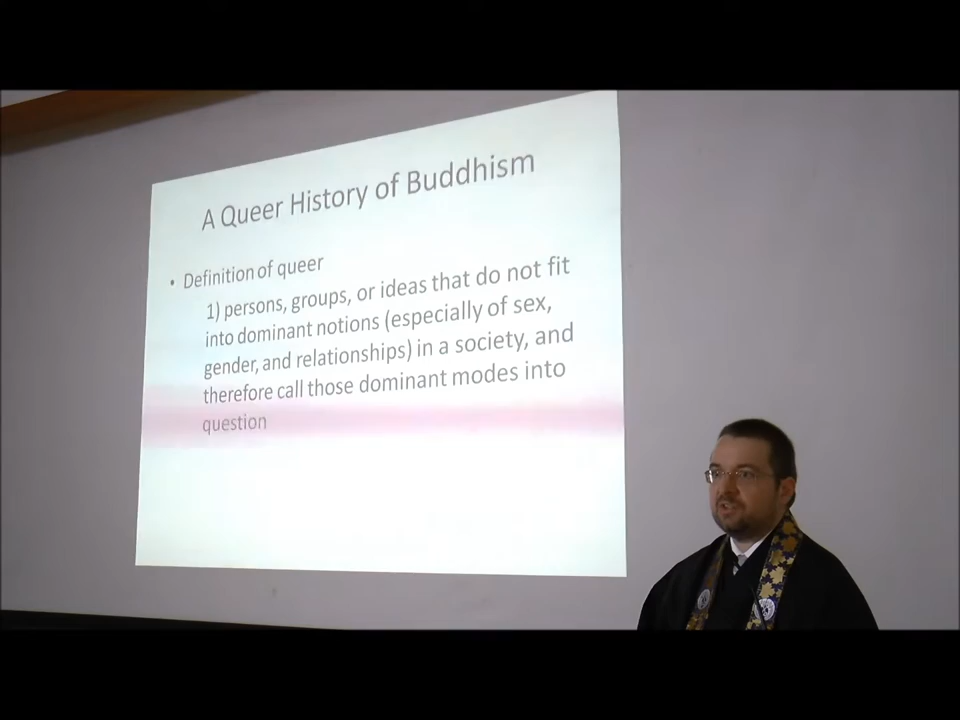 A Queer History of Buddhism
• Definition of queer
1) persons, groups, or ideas that do not fit
into dominant notions (especially of sex,
gender, and relationships) in a society, and
therefore call those dominant modes into
question